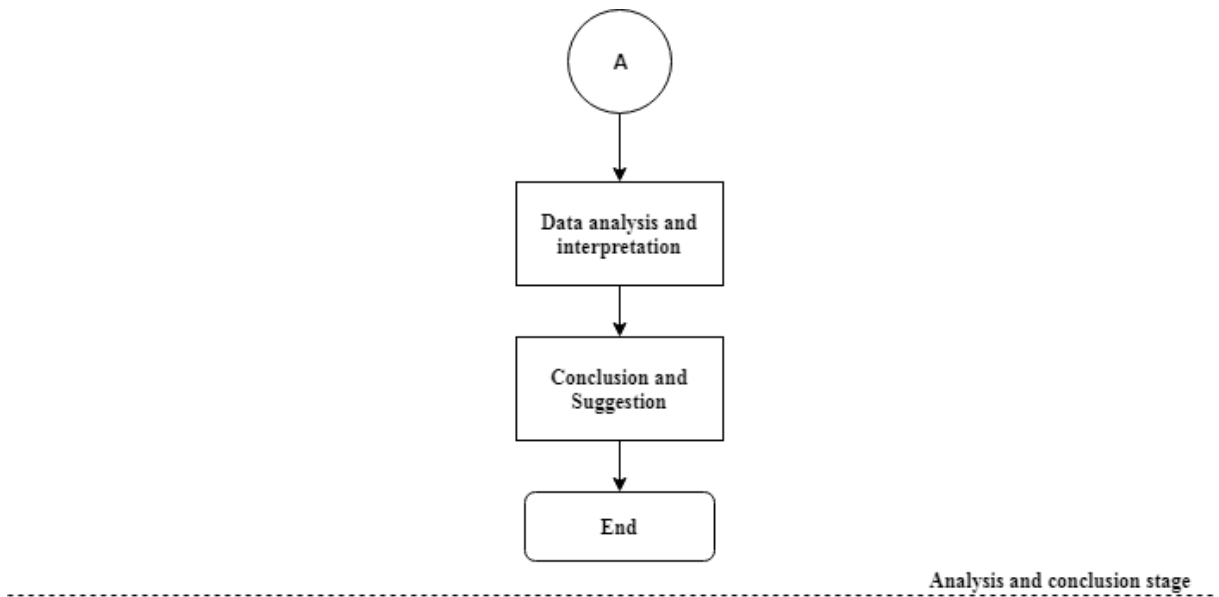 A
Data analysis and
interpretation
Conclusion and
Suggestion
End
Analysis and conclusion stage